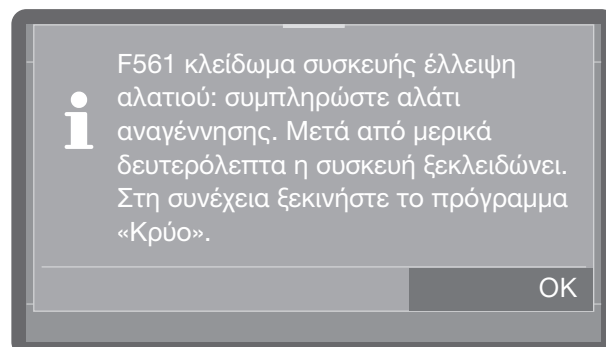 F561 κλείδωμα συσκευής έλλειψη
αλατιού: συμπληρώστε αλάτι
αναγέννησης. Μετά από μερικά
δευτερόλεπτα η συσκευή ξεκλειδώνει.
Στη συνέχεια ξεκινήστε το πρόγραμμα
«Κρύο».
OK